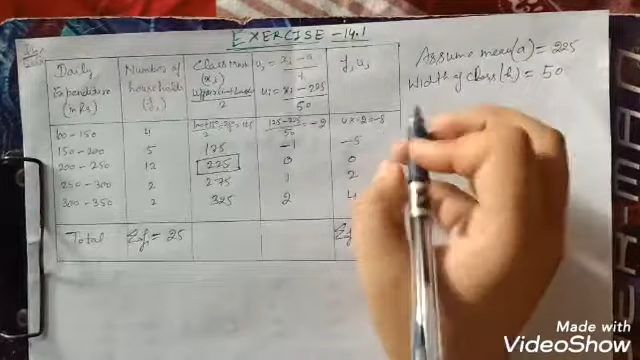 EXERCISE - 14.1
Daily Expenditure (in Rs) | Number of households (fi) | Class mark (xi) | ui = xi - a / h | fi ui
ui = xi - 225 / 50
100 - 150 | 4 | = 125 | 125-225 / 50 = -2 | 4x-2 = -8
150 - 200 | 5 | 175 | -1 | -5
200 - 250 | 12 | 225 | 0 | 0
250 - 300 | 2 | 275 | 1 | 2
300 - 350 | 2 | 325 | 2 | 4
Total | Σfi = 25
Assume mean(a) = 225
Width of class(h) = 50
Made with
VideoShow